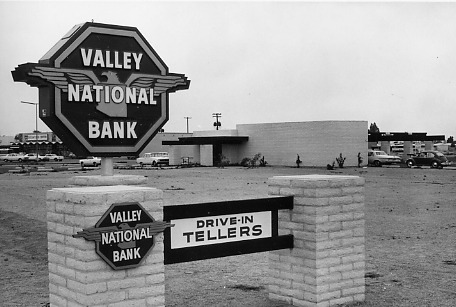 VALLEY
NATIONAL
BANK
VALLEY
NATIONAL
BANK
DRIVE-IN
TELLERS